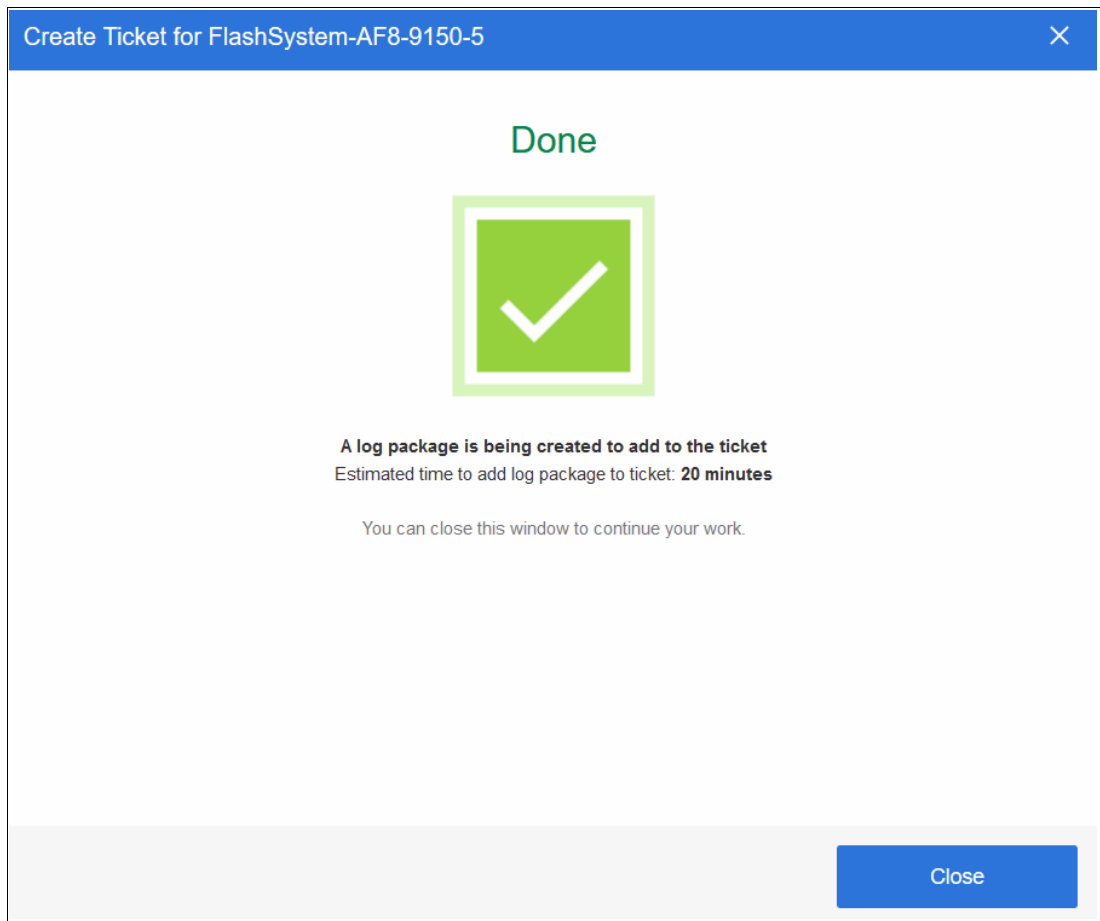 Create Ticket for FlashSystem-AF8-9150-5
Done
A log package is being created to add to the ticket
Estimated time to add log package to ticket: 20 minutes
You can close this window to continue your work.
Close